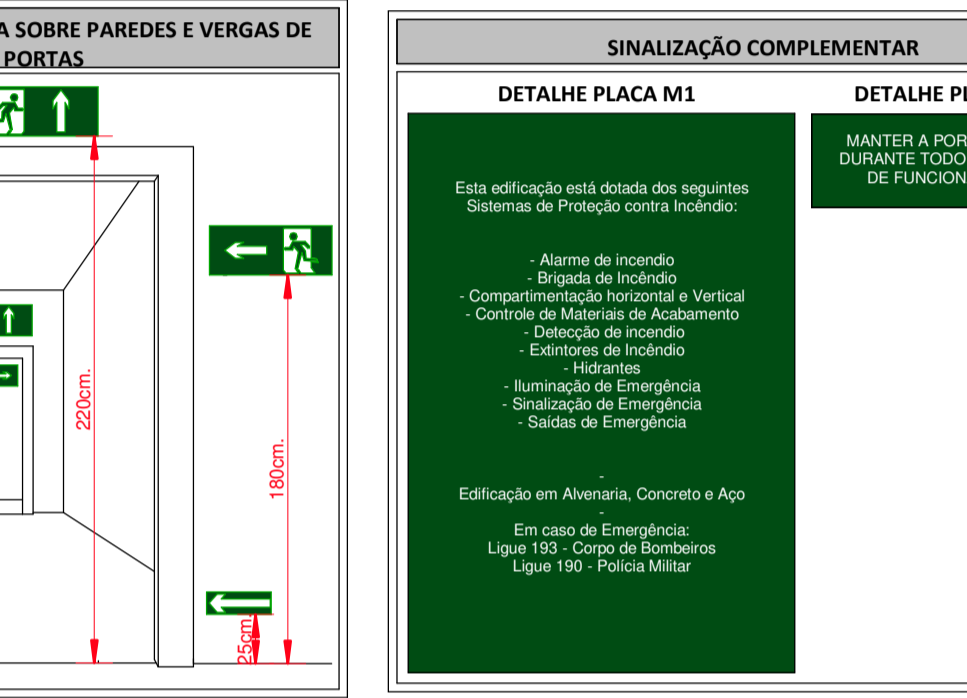 A SOBRE PAREDES E VERGAS DE
PORTAS
220cm.
180cm.
25cm.
SINALIZAÇÃO COMPLEMENTAR
DETALHE PLACA M1
Esta edificação está dotada dos seguintes
Sistemas de Proteção contra Incêndio:
- Alarme de incendio
- Brigada de Incêndio
- Compartimentação horizontal e Vertical
- Controle de Materiais de Acabamento
- Detecção de incendio
- Extintores de Incêndio
- Hidrantes
- Iluminação de Emergência
- Sinalização de Emergência
- Saídas de Emergência
-
Edificação em Alvenaria, Concreto e Aço
-
Em caso de Emergência:
Ligue 193 - Corpo de Bombeiros
Ligue 190 - Polícia Militar
DETALHE PL
MANTER A POR
DURANTE TODO
DE FUNCION